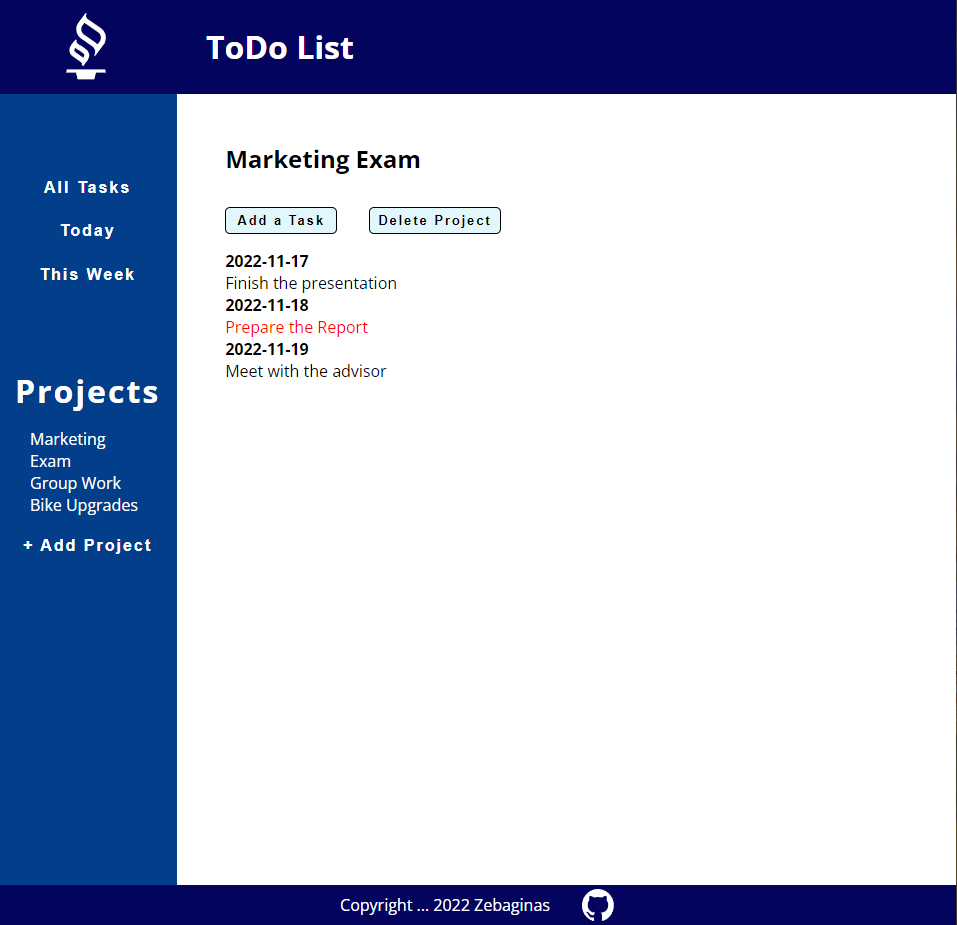 ToDo List
All Tasks
Today
This Week
Projects
Marketing
Exam
Group Work
Bike Upgrades
+ Add Project
Marketing Exam
Add a Task Delete Project
2022-11-17
Finish the presentation
2022-11-18
Prepare the Report
2022-11-19
Meet with the advisor
Copyright ... 2022 Zebaginas